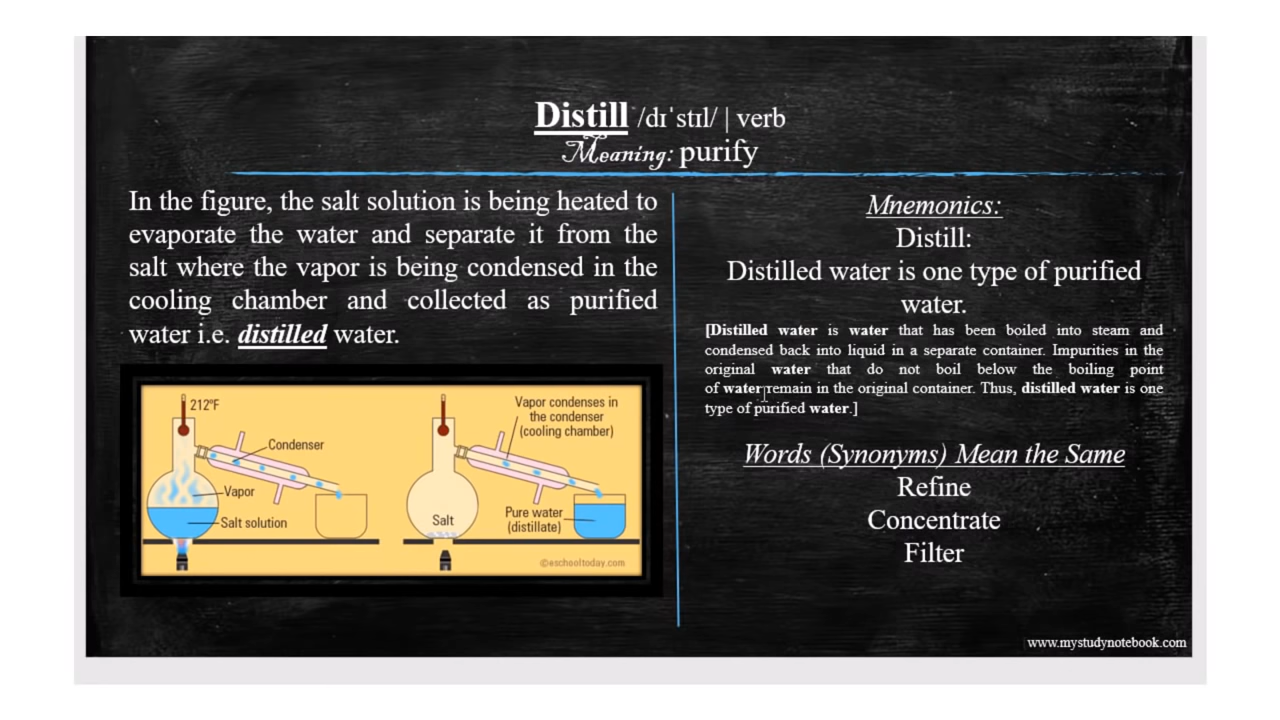 Distill /dɪˈstɪl/ | verb
Meaning: purify
In the figure, the salt solution is being heated to
evaporate the water and separate it from the
salt where the vapor is being condensed in the
cooling chamber and collected as purified
water i.e. distilled water.
212°F
Condenser
Vapor
Salt solution
Vapor condenses in
the condenser
(cooling chamber)
Salt
Pure water
(distillate)
©eschooltoday.com
Mnemonics:
Distill:
Distilled water is one type of purified
water.
[Distilled water is water that has been boiled into steam and
condensed back into liquid in a separate container. Impurities in the
original water that do not boil below the boiling point
of water remain in the original container. Thus, distilled water is one
type of purified water.]
Words (Synonyms) Mean the Same
Refine
Concentrate
Filter
www.mystudynotebook.com